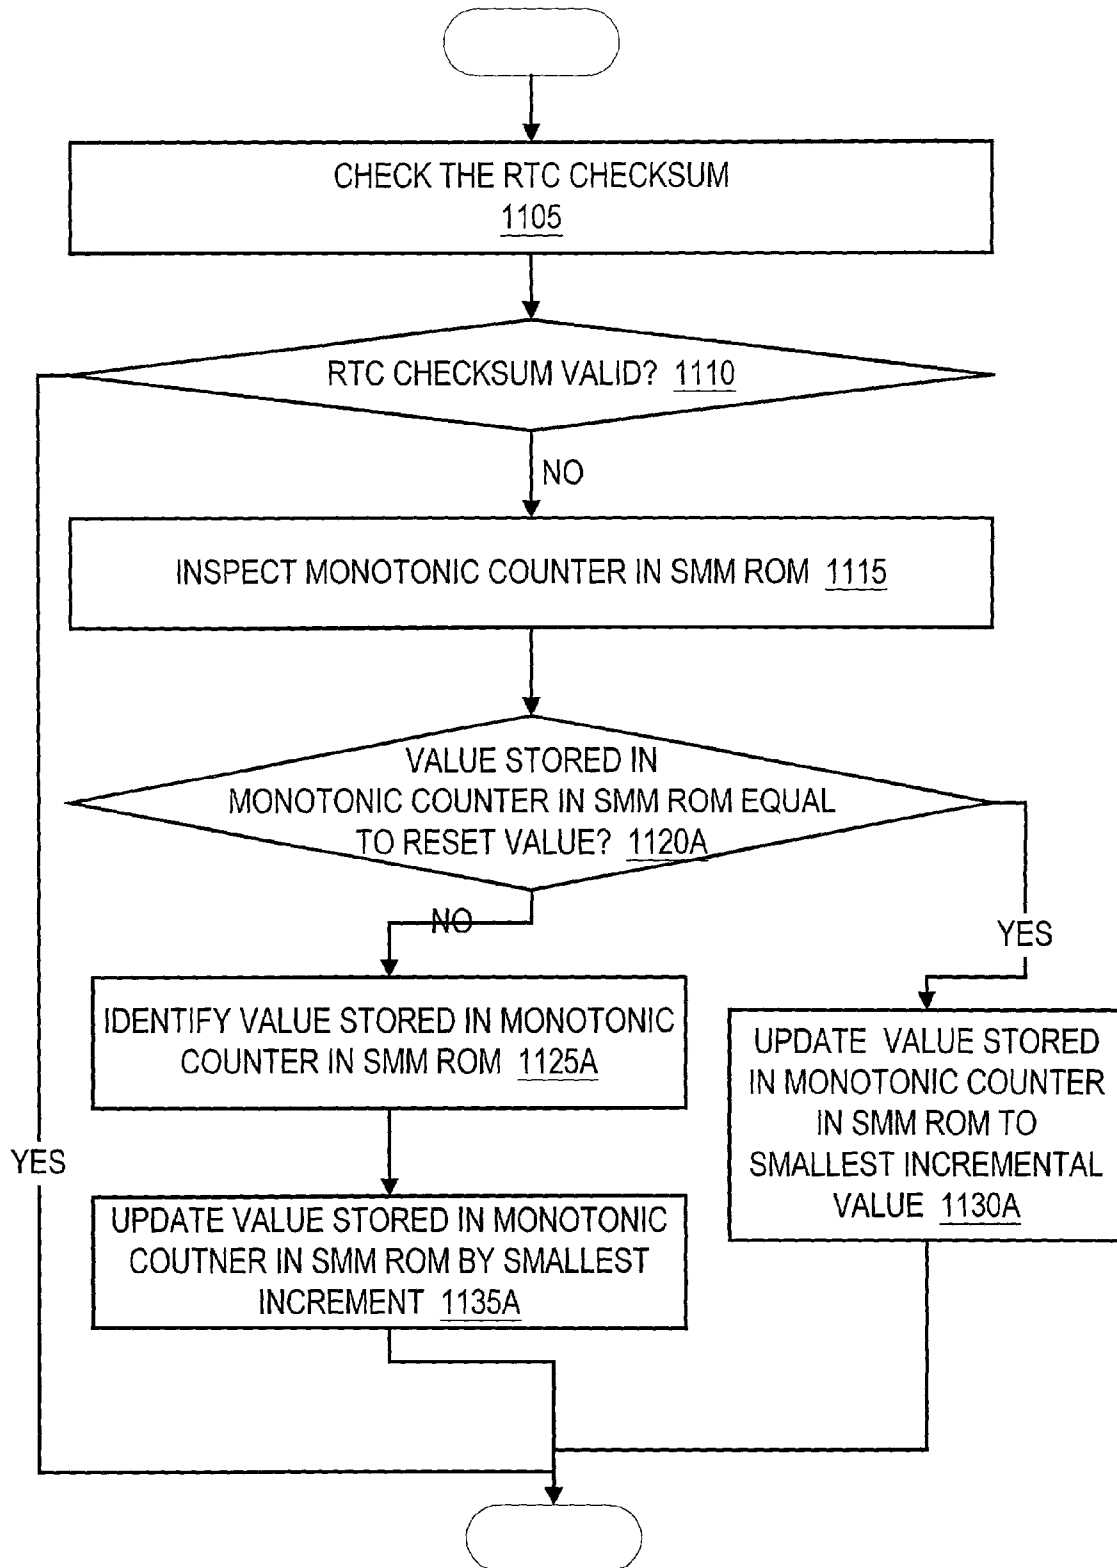 CHECK THE RTC CHECKSUM
1105
RTC CHECKSUM VALID? 1110
NO
INSPECT MONOTONIC COUNTER IN SMM ROM 1115
VALUE STORED IN
MONOTONIC COUNTER IN SMM ROM EQUAL
TO RESET VALUE? 1120A
NO
YES
IDENTIFY VALUE STORED IN MONOTONIC
COUNTER IN SMM ROM 1125A
UPDATE VALUE STORED
IN MONOTONIC COUNTER
IN SMM ROM TO
SMALLEST INCREMENTAL
VALUE 1130A
YES
UPDATE VALUE STORED IN MONOTONIC
COUTNER IN SMM ROM BY SMALLEST
INCREMENT 1135A